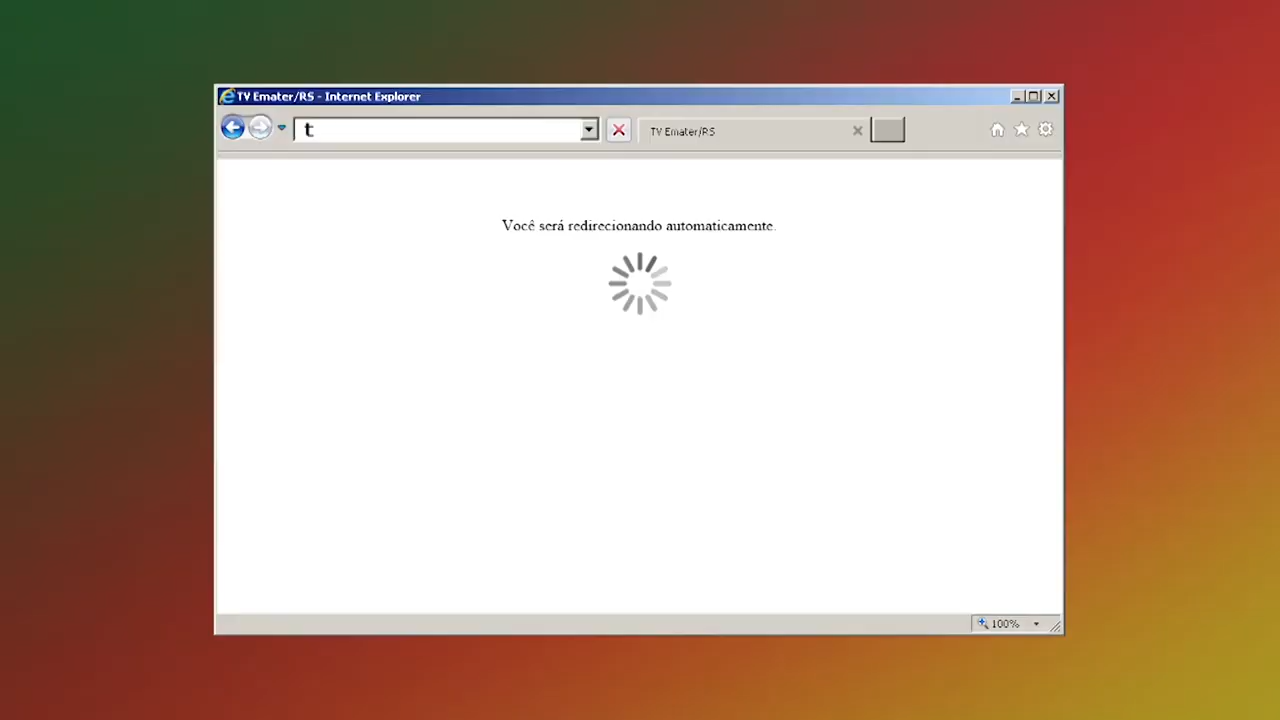 TV Emater/RS - Internet Explorer
t
TV Emater/RS
Você será redirecionando automaticamente.
100%